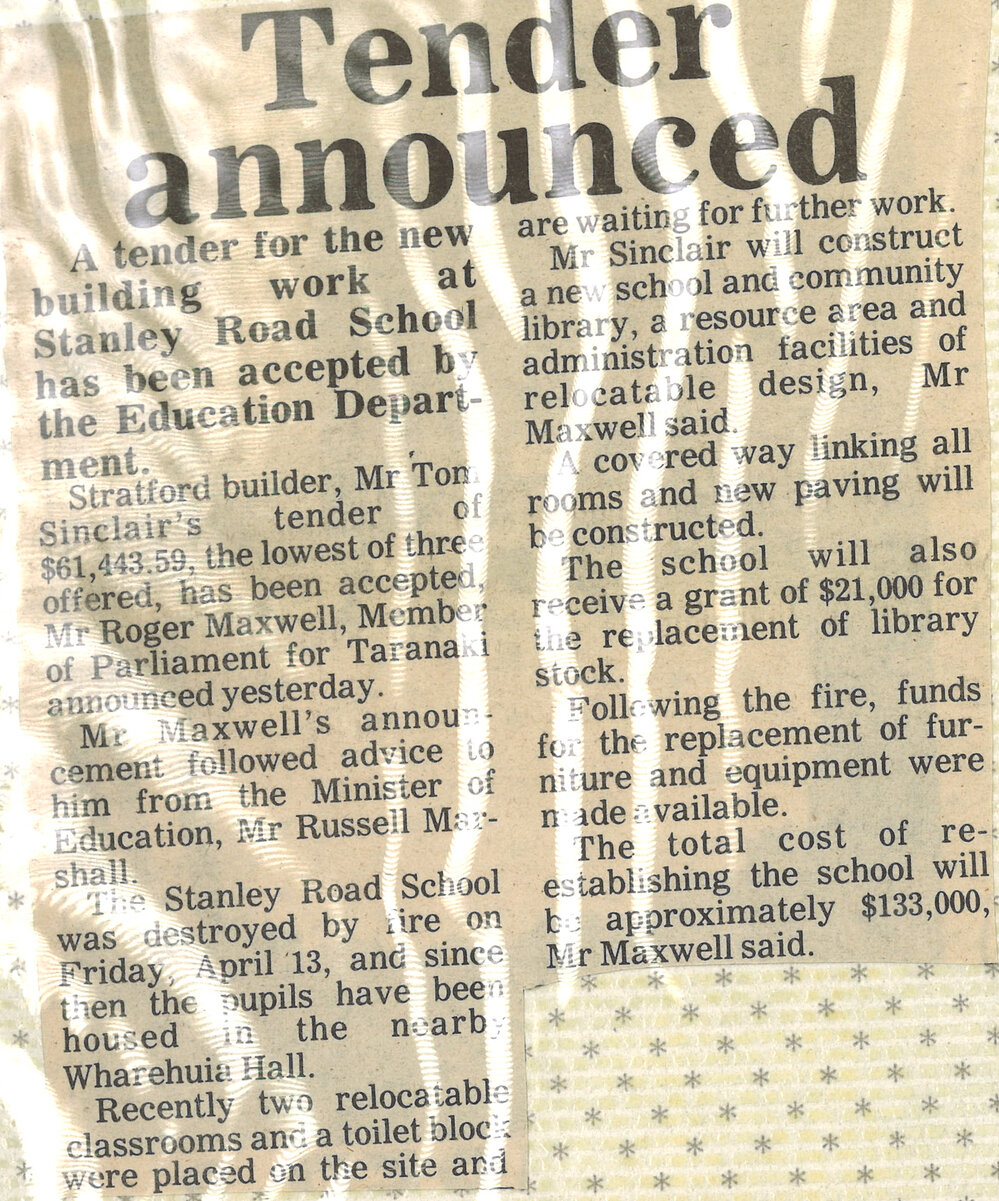 Tender
announced
A tender for the new
building work at
Stanley Road School
has been accepted by
the Education Depart-
ment.
Stratford builder, Mr Tom
Sinclair's tender of
$61,443.59, the lowest of three
offered, has been accepted,
Mr Roger Maxwell, Member
of Parliament for Taranaki
announced yesterday.
Mr Maxwell's announ-
cement followed advice to
him from the Minister of
Education, Mr Russell Mar-
shall.
The Stanley Road School
was destroyed by fire on
Friday, April 13, and since
then the pupils have been
housed in the nearby
Wharehuia Hall.
Recently two relocatable
classrooms and a toilet block
were placed on the site and
are waiting for further work.
Mr Sinclair will construct
a new school and community
library, a resource area and
administration facilities of
relocatable design, Mr
Maxwell said.
A covered way linking all
rooms and new paving will
be constructed.
The school will also
receive a grant of $21,000 for
the replacement of library
stock.
Following the fire, funds
for the replacement of fur-
niture and equipment were
made available.
The total cost of re-
establishing the school will
be approximately $133,000,
Mr Maxwell said.